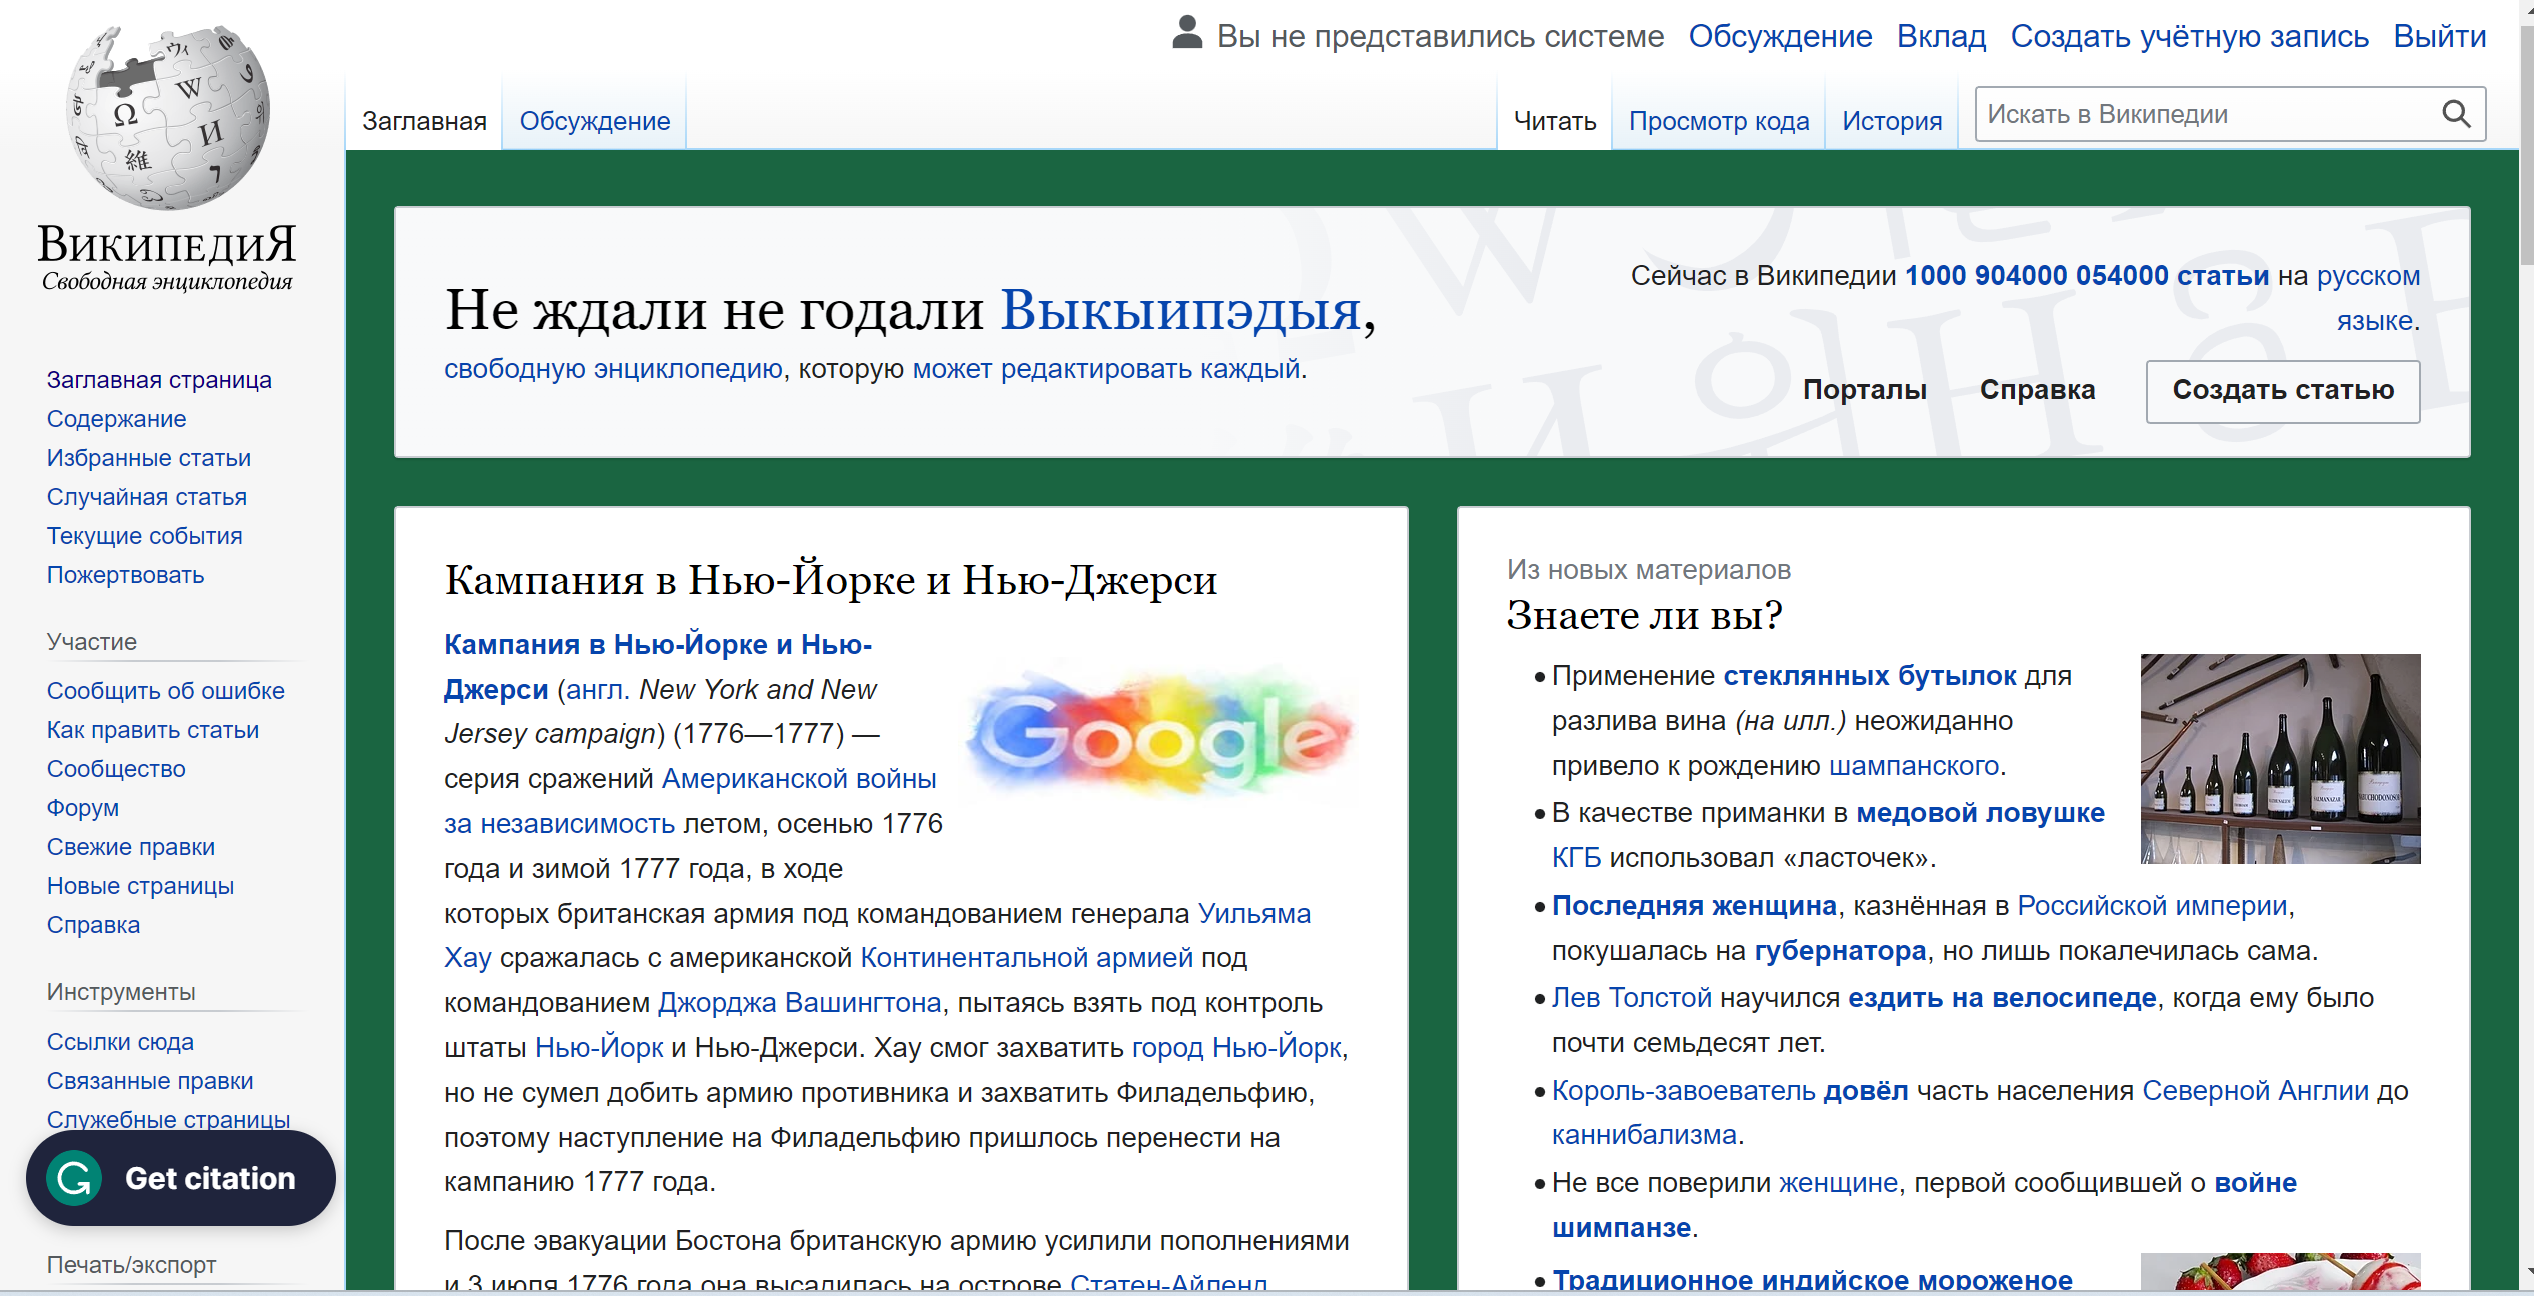 Вы не представились системе Обсуждение Вклад Создать учётную запись Выйти
Заглавная Обсуждение Читать Просмотр кода История Искать в Википедии
Ω W И 維 7
ВикипедиЯ
Свободная энциклопедия
Заглавная страница
Содержание
Избранные статьи
Случайная статья
Текущие события
Пожертвовать
Участие
Сообщить об ошибке
Как править статьи
Сообщество
Форум
Свежие правки
Новые страницы
Справка
Инструменты
Ссылки сюда
Связанные правки
Служебные страницы
Get citation
Печать/экспорт
Не ждали не годали Выкыипэдыя,
свободную энциклопедию, которую может редактировать каждый.
Сейчас в Википедии 1000 904000 054000 статьи на русском
языке.
Порталы Справка Создать статью
Кампания в Нью-Йорке и Нью-Джерси
Кампания в Нью-Йорке и Нью-
Джерси (англ. New York and New
Jersey campaign) (1776—1777) —
серия сражений Американской войны
за независимость летом, осенью 1776
года и зимой 1777 года, в ходе
Google
которых британская армия под командованием генерала Уильяма
Хау сражалась с американской Континентальной армией под
командованием Джорджа Вашингтона, пытаясь взять под контроль
штаты Нью-Йорк и Нью-Джерси. Хау смог захватить город Нью-Йорк,
но не сумел добить армию противника и захватить Филадельфию,
поэтому наступление на Филадельфию пришлось перенести на
кампанию 1777 года.
После эвакуации Бостона британскую армию усилили пополнениями
и 3 июля 1776 года она высадилась на острове Статен-Айленд
Из новых материалов
Знаете ли вы?
Применение стеклянных бутылок для
разлива вина (на илл.) неожиданно
привело к рождению шампанского.
В качестве приманки в медовой ловушке
КГБ использовал «ласточек».
Последняя женщина, казнённая в Российской империи,
покушалась на губернатора, но лишь покалечилась сама.
Лев Толстой научился ездить на велосипеде, когда ему было
почти семьдесят лет.
Король-завоеватель довёл часть населения Северной Англии до
каннибализма.
Не все поверили женщине, первой сообщившей о войне
шимпанзе.
Традиционное индийское мороженое